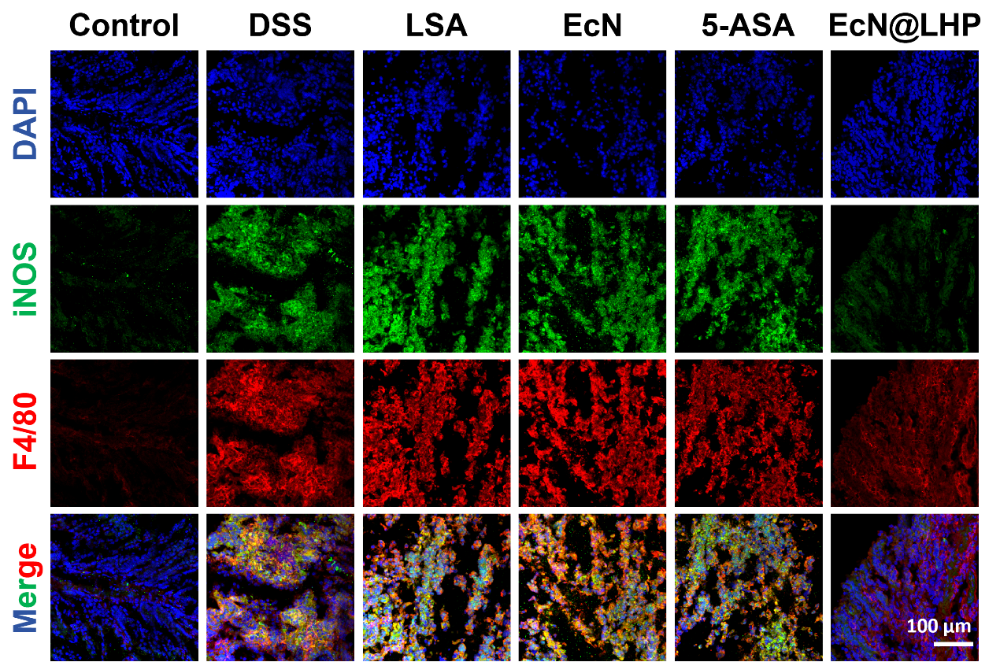 Control DSS LSA EcN 5-ASA EcN@LHP
DAPI
iNOS
F4/80
Merge
100 μm